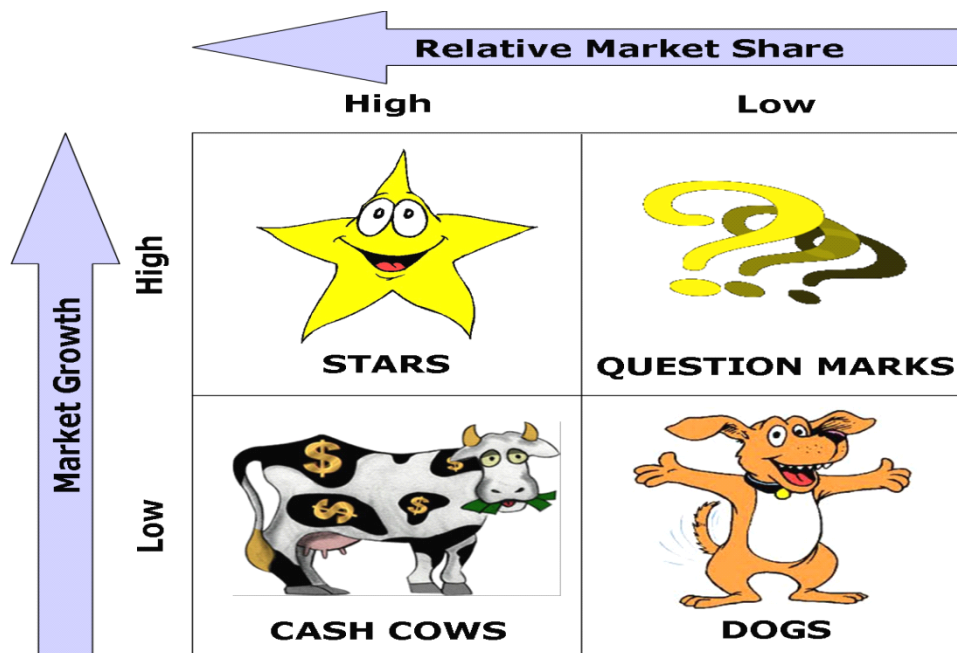 Relative Market Share
High
Low
Market Growth
High
STARS
QUESTION MARKS
Low
$
$
$
$
CASH COWS
DOGS